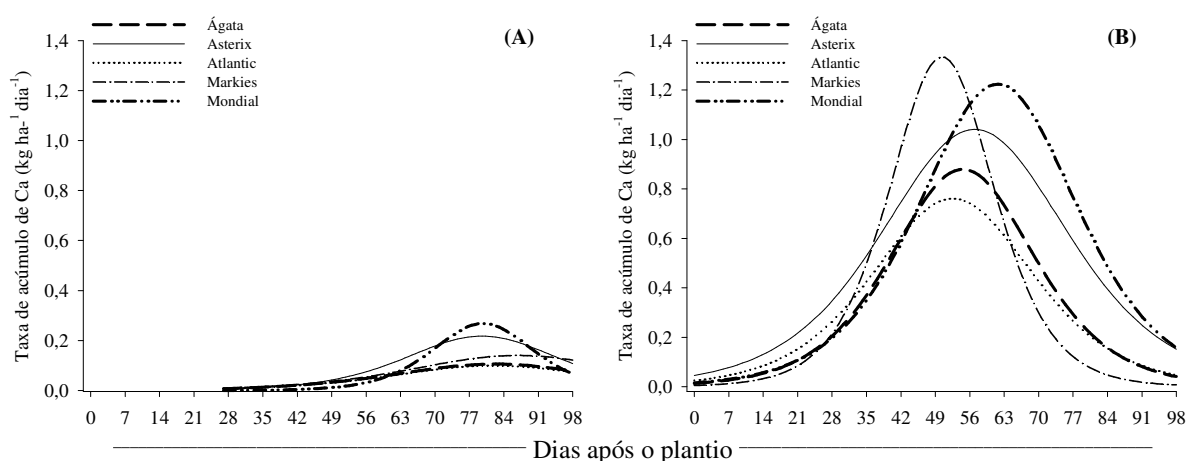 Ágata
Asterix
Atlantic
Markies
Mondial
(A)
1,4
1,2
1,0
0,8
0,6
0,4
0,2
0,0
Taxa de acúmulo de Ca (kg ha-¹ dia⁻¹)
0 7 14 21 28 35 42 49 56 63 70 77 84 91 98
Ágata
Asterix
Atlantic
Markies
Mondial
(B)
1,4
1,2
1,0
0,8
0,6
0,4
0,2
0,0
Taxa de acúmulo de Ca (kg ha⁻¹ dia⁻¹)
0 7 14 21 28 35 42 49 56 63 70 77 84 91 98
Dias após o plantio